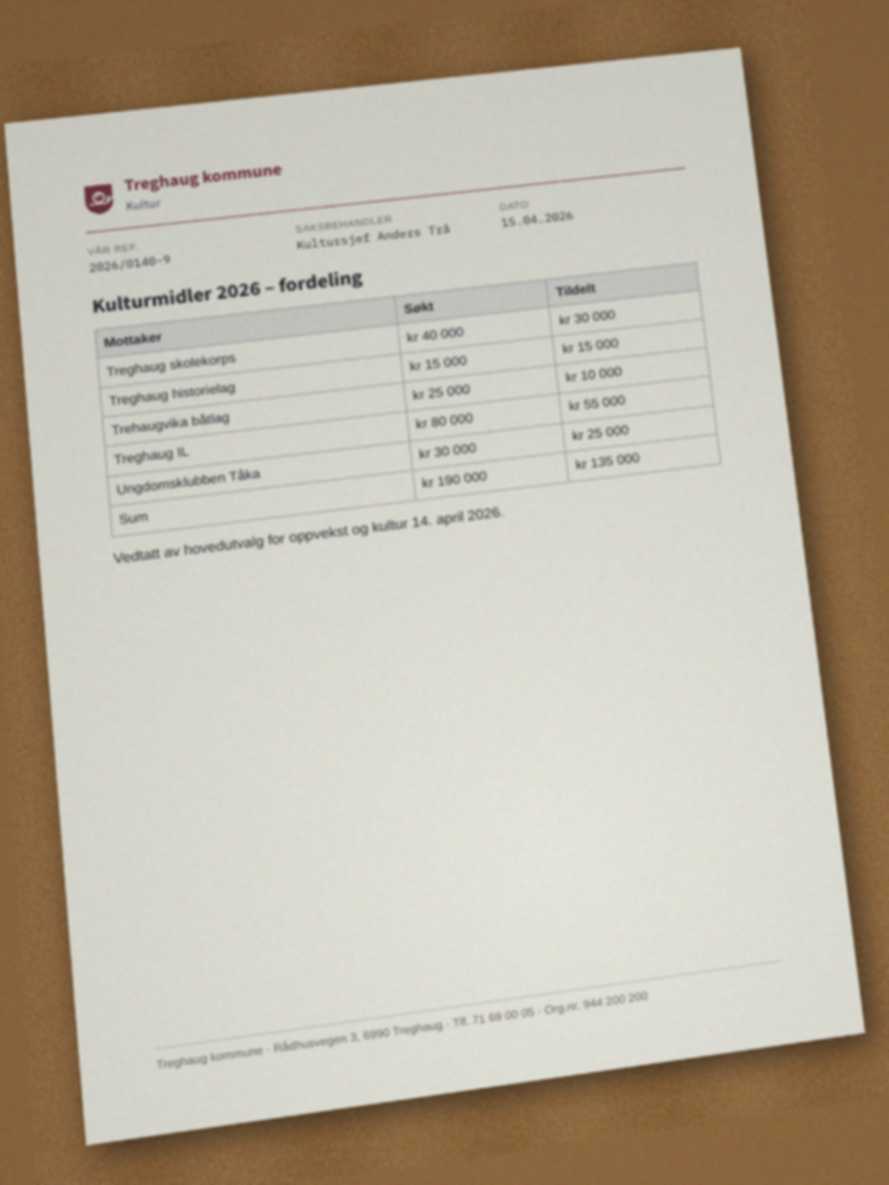 Treghaug kommune
Kultur
VÅR REF. SAKSBEHANDLER DATO
2026/0140-9 Kultursjef Anders Trå 15.04.2026
Kulturmidler 2026 – fordeling
Mottaker Søkt Tildelt
Treghaug skolekorps kr 40 000 kr 30 000
Treghaug historielag kr 15 000 kr 15 000
Trehaugvika båtlag kr 25 000 kr 10 000
Treghaug IL kr 80 000 kr 55 000
Ungdomsklubben Tåka kr 30 000 kr 25 000
Sum kr 190 000 kr 135 000
Vedtatt av hovedutvalg for oppvekst og kultur 14. april 2026.
Treghaug kommune · Rådhusvegen 3, 6990 Treghaug · Tlf. 71 69 00 05 · Org.nr. 944 200 200